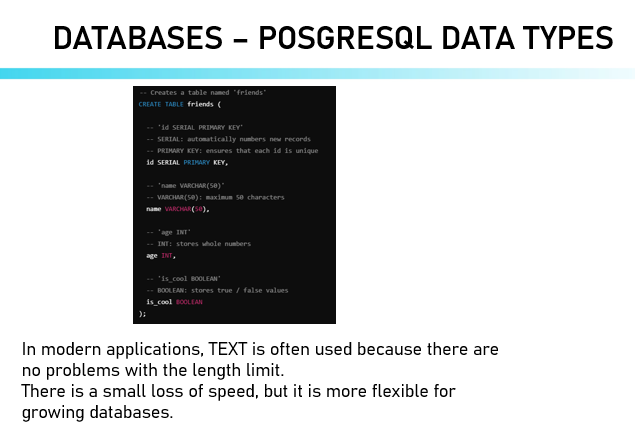 DATABASES – POSGRESQL DATA TYPES
-- Creates a table named 'friends'
CREATE TABLE friends (
-- 'id SERIAL PRIMARY KEY'
-- SERIAL: automatically numbers new records
-- PRIMARY KEY: ensures that each id is unique
id SERIAL PRIMARY KEY,
-- 'name VARCHAR(50)'
-- VARCHAR(50): maximum 50 characters
name VARCHAR(50),
-- 'age INT'
-- INT: stores whole numbers
age INT,
-- 'is_cool BOOLEAN'
-- BOOLEAN: stores true / false values
is_cool BOOLEAN
);
In modern applications, TEXT is often used because there are
no problems with the length limit.
There is a small loss of speed, but it is more flexible for
growing databases.